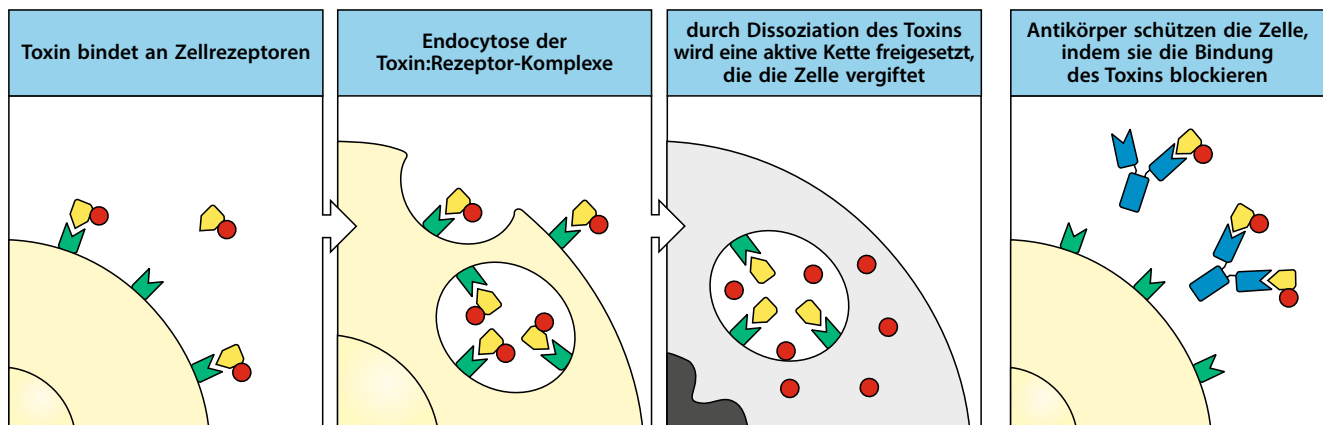 Toxin bindet an Zellrezeptoren
Endocytose der
Toxin:Rezeptor-Komplexe
durch Dissoziation des Toxins
wird eine aktive Kette freigesetzt,
die die Zelle vergiftet
Antikörper schützen die Zelle,
indem sie die Bindung
des Toxins blockieren